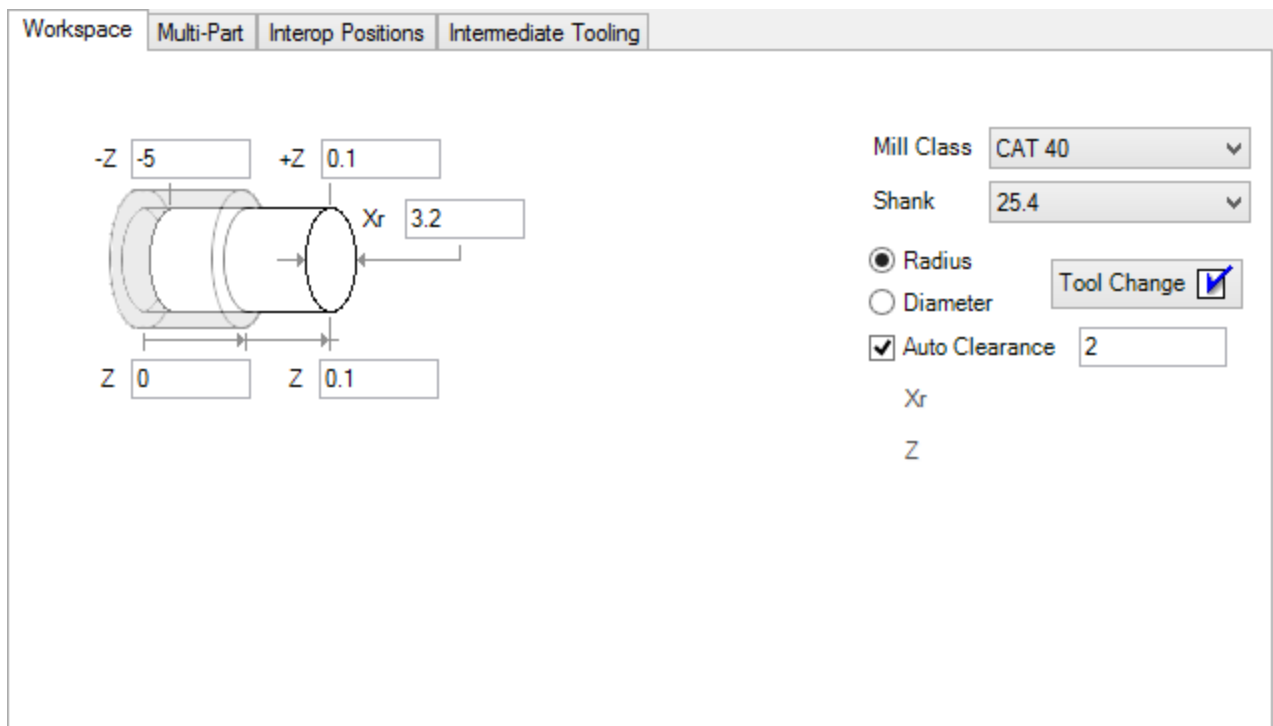 Workspace Multi-Part Interop Positions Intermediate Tooling
-Z -5 +Z 0.1
Xr 3.2
Z 0 Z 0.1
Mill Class CAT 40
Shank 25.4
Radius
Diameter
Tool Change
Auto Clearance 2
Xr
Z